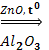 ZnO, t⁰
Al₂O₃